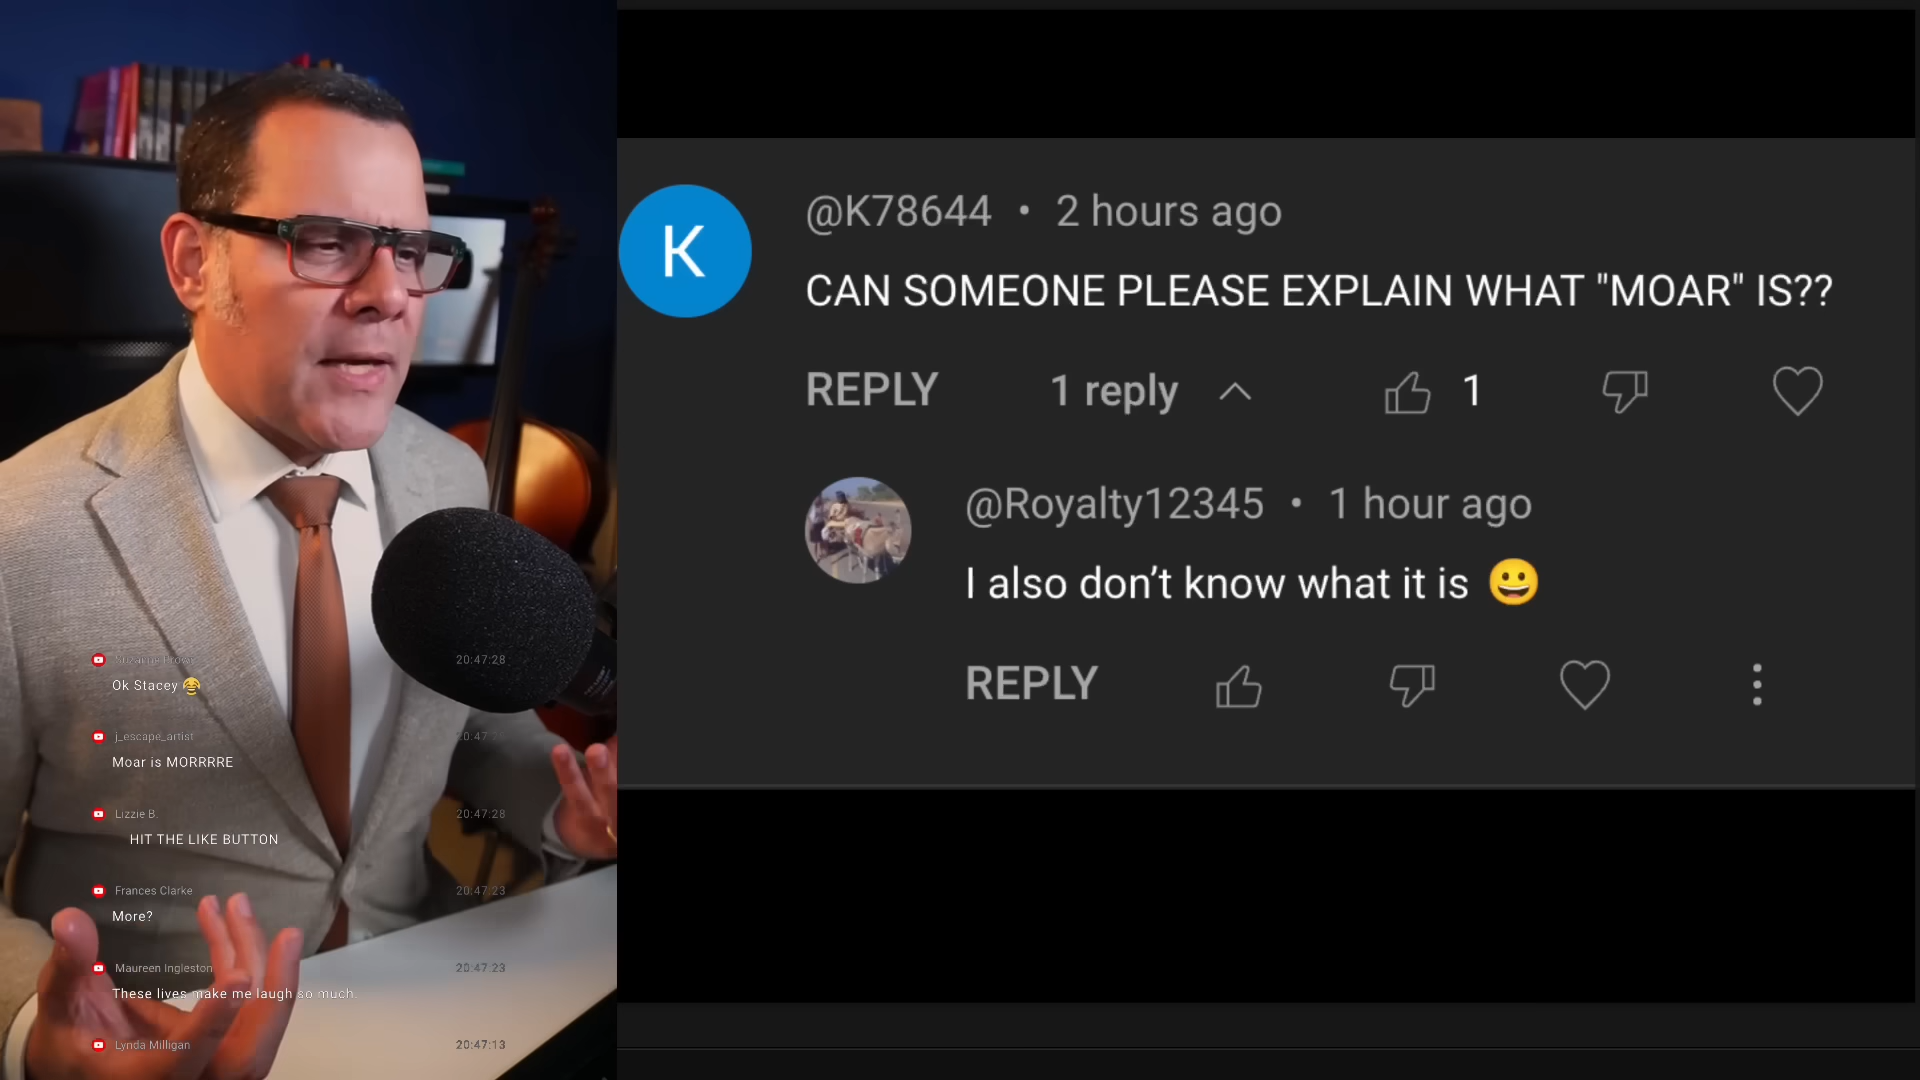 K
@K78644 • 2 hours ago
CAN SOMEONE PLEASE EXPLAIN WHAT "MOAR" IS??
REPLY 1 reply 1
@Royalty12345 • 1 hour ago
I also don’t know what it is 😀
REPLY
20:47:28
Ok Stacey 😂
j_escape_artist
Moar is MORRRRE
Lizzie B. 20:47:28
HIT THE LIKE BUTTON
Frances Clarke 20:47:23
More?
Maureen Ingleston 20:47:23
These lives make me laugh so much.
Lynda Milligan 20:47:13